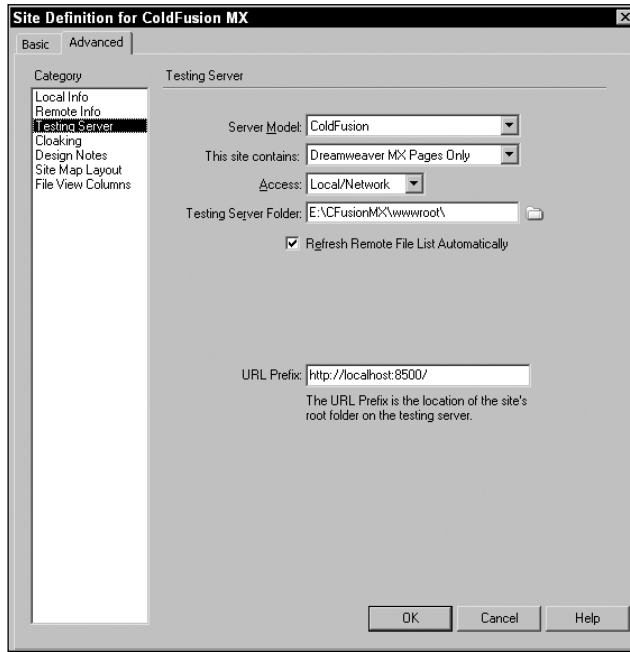 Site Definition for ColdFusion MX
Basic
Advanced
Category
Local Info
Remote Info
Testing Server
Cloaking
Design Notes
Site Map Layout
File View Columns
Testing Server
Server Model: ColdFusion
This site contains: Dreamweaver MX Pages Only
Access: Local/Network
Testing Server Folder: E:\CFusionMX\wwwroot\
Refresh Remote File List Automatically
URL Prefix: http://localhost:8500/
The URL Prefix is the location of the site's
root folder on the testing server.
OK
Cancel
Help